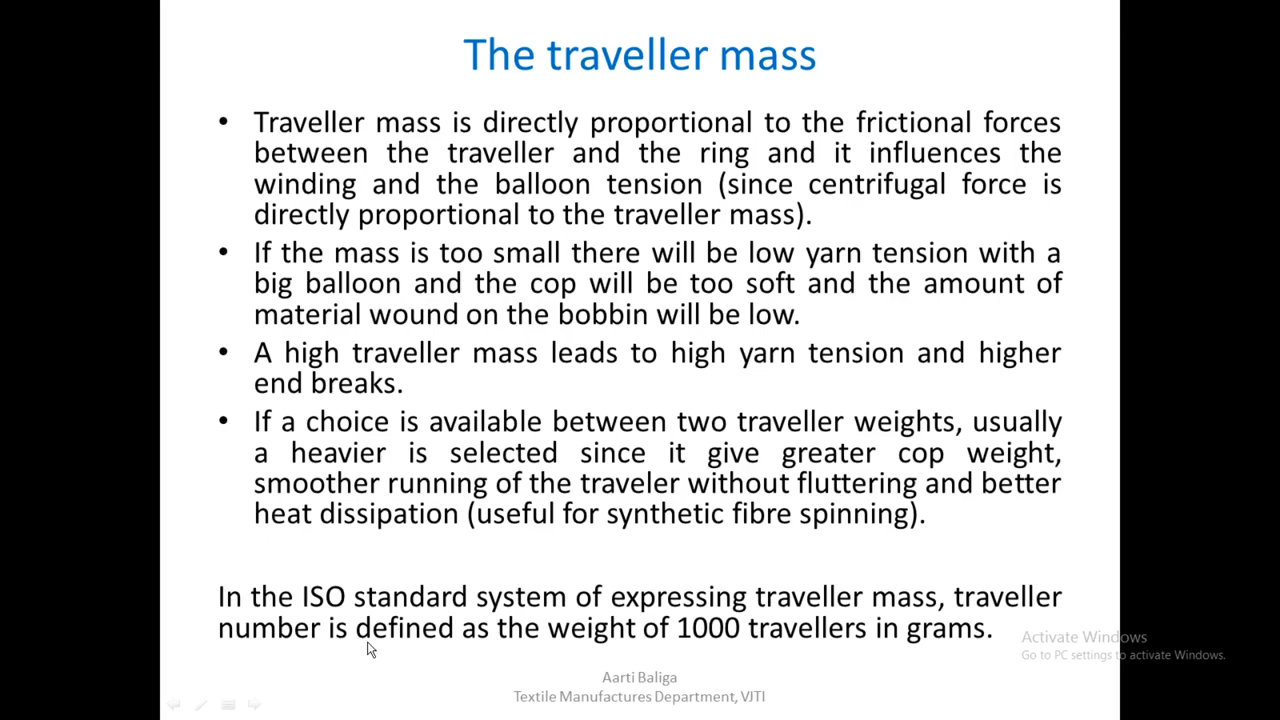 The traveller mass
• Traveller mass is directly proportional to the frictional forces
between the traveller and the ring and it influences the
winding and the balloon tension (since centrifugal force is
directly proportional to the traveller mass).
• If the mass is too small there will be low yarn tension with a
big balloon and the cop will be too soft and the amount of
material wound on the bobbin will be low.
• A high traveller mass leads to high yarn tension and higher
end breaks.
• If a choice is available between two traveller weights, usually
a heavier is selected since it give greater cop weight,
smoother running of the traveler without fluttering and better
heat dissipation (useful for synthetic fibre spinning).
In the ISO standard system of expressing traveller mass, traveller
number is defined as the weight of 1000 travellers in grams.
Activate Windows
Go to PC settings to activate Windows.
Aarti Baliga
Textile Manufactures Department, VJTI